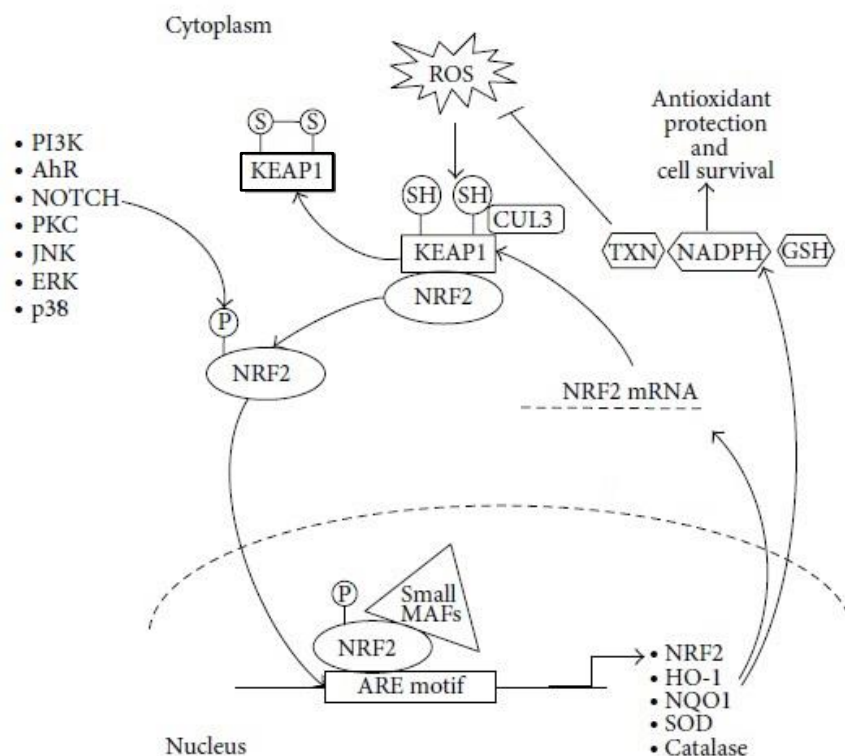 Cytoplasm
ROS
S
S
KEAP1
Antioxidant
protection
and
cell survival
• PI3K
• AhR
• NOTCH
• PKC
• JNK
• ERK
• p38
SH
SH
CUL3
KEAP1
NRF2
TXN
NADPH
GSH
P
NRF2
NRF2 mRNA
P
Small
MAFs
NRF2
ARE motif
• NRF2
• HO-1
• NQO1
• SOD
• Catalase
Nucleus